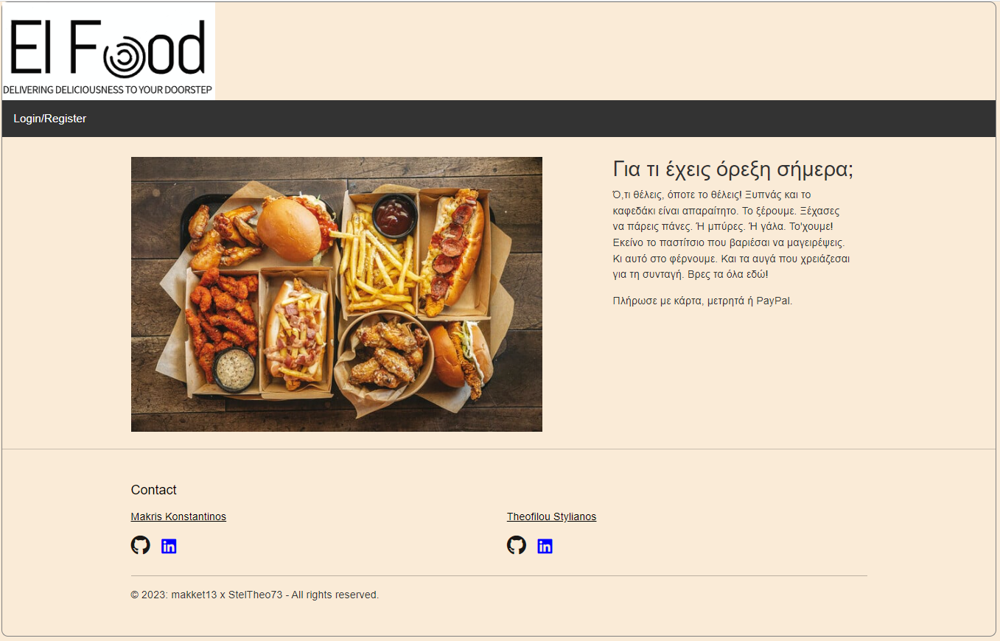 El Food
DELIVERING DELICIOUSNESS TO YOUR DOORSTEP
Login/Register
Για τι έχεις όρεξη σήμερα;
Ό,τι θέλεις, όποτε το θέλεις! Ξυπνάς και το
καφεδάκι είναι απαραίτητο. Το ξέρουμε. Ξέχασες
να πάρεις πάνες. Ή μπύρες. Ή γάλα. Το'χουμε!
Εκείνο το παστίτσιο που βαριέσαι να μαγειρέψεις.
Κι αυτό στο φέρνουμε. Και τα αυγά που χρειάζεσαι
για τη συνταγή. Βρες τα όλα εδώ!
Πλήρωσε με κάρτα, μετρητά ή PayPal.
Contact
Makris Konstantinos
Theofilou Stylianos
in
in
© 2023: makket13 x StelTheo73 - All rights reserved.